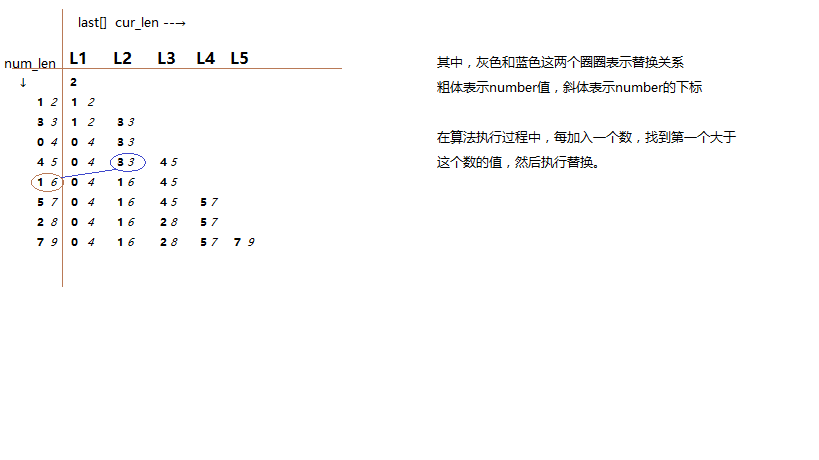 last[] cur_len --→
num_len L1 L2 L3 L4 L5
↓ 2
1 2 1 2
3 3 1 2 3 3
0 4 0 4 3 3
4 5 0 4 3 3 4 5
1 6 0 4 1 6 4 5
5 7 0 4 1 6 4 5 5 7
2 8 0 4 1 6 2 8 5 7
7 9 0 4 1 6 2 8 5 7 7 9
其中，灰色和蓝色这两个圈圈表示替换关系
粗体表示number值，斜体表示number的下标
在算法执行过程中，每加入一个数，找到第一个大于
这个数的值，然后执行替换。